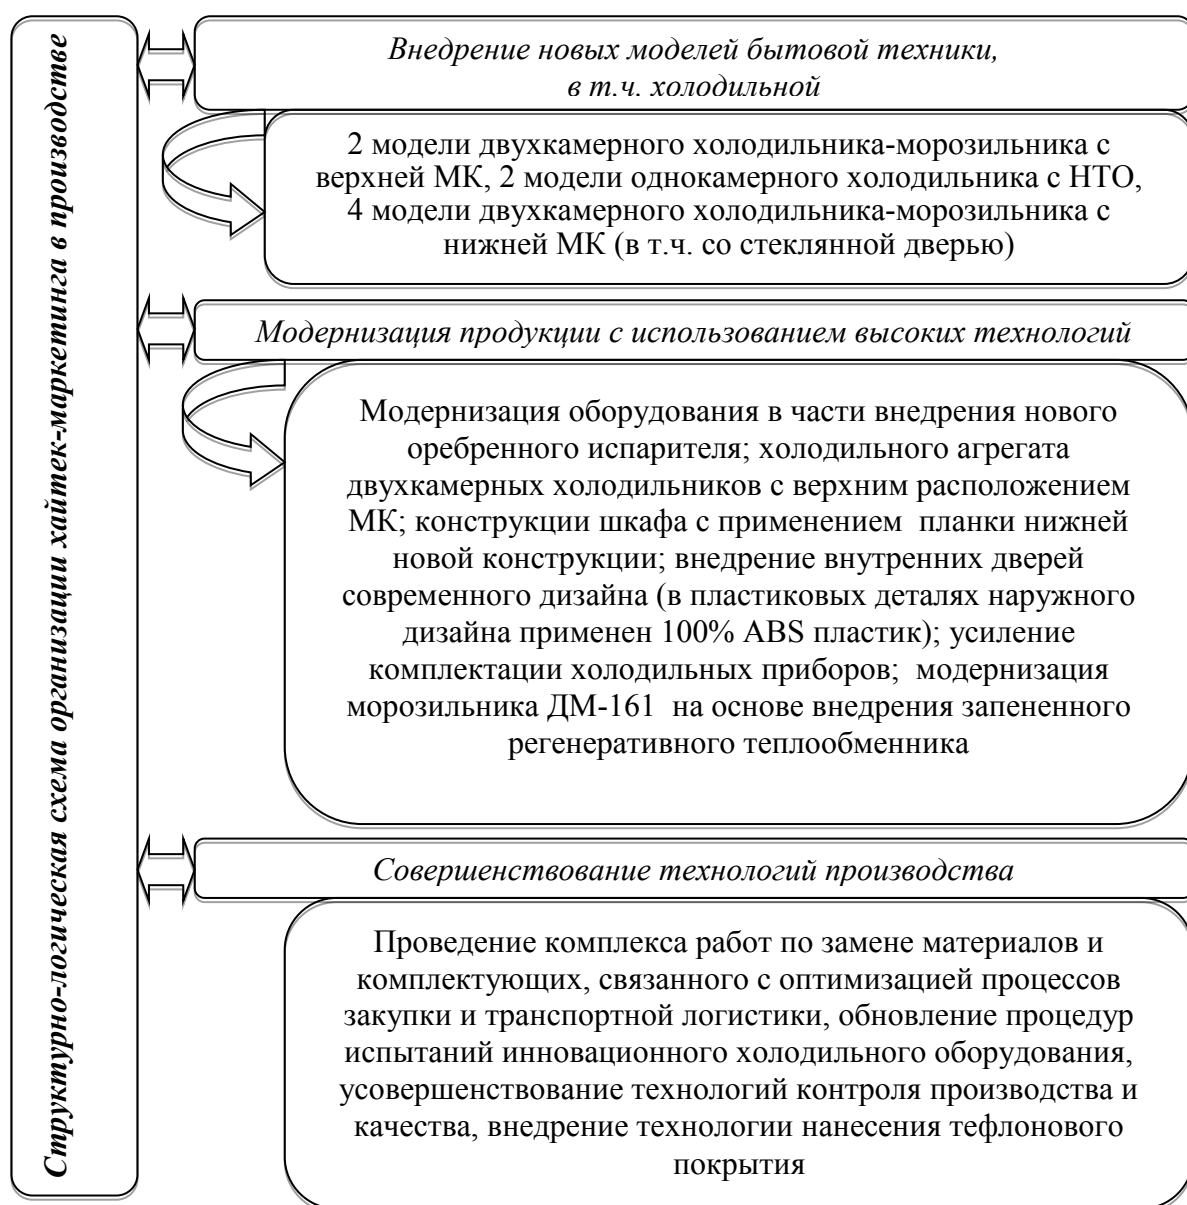 Структурно-логическая схема организации хайтек-маркетинга в производстве
Внедрение новых моделей бытовой техники,
в т.ч. холодильной
2 модели двухкамерного холодильника-морозильника с
верхней МК, 2 модели однокамерного холодильника с НТО,
4 модели двухкамерного холодильника-морозильника с
нижней МК (в т.ч. со стеклянной дверью)
Модернизация продукции с использованием высоких технологий
Модернизация оборудования в части внедрения нового
оребренного испарителя; холодильного агрегата
двухкамерных холодильников с верхним расположением
МК; конструкции шкафа с применением планки нижней
новой конструкции; внедрение внутренних дверей
современного дизайна (в пластиковых деталях наружного
дизайна применен 100% ABS пластик); усиление
комплектации холодильных приборов; модернизация
морозильника ДМ-161 на основе внедрения запененного
регенеративного теплообменника
Совершенствование технологий производства
Проведение комплекса работ по замене материалов и
комплектующих, связанного с оптимизацией процессов
закупки и транспортной логистики, обновление процедур
испытаний инновационного холодильного оборудования,
усовершенствование технологий контроля производства и
качества, внедрение технологии нанесения тефлонового
покрытия